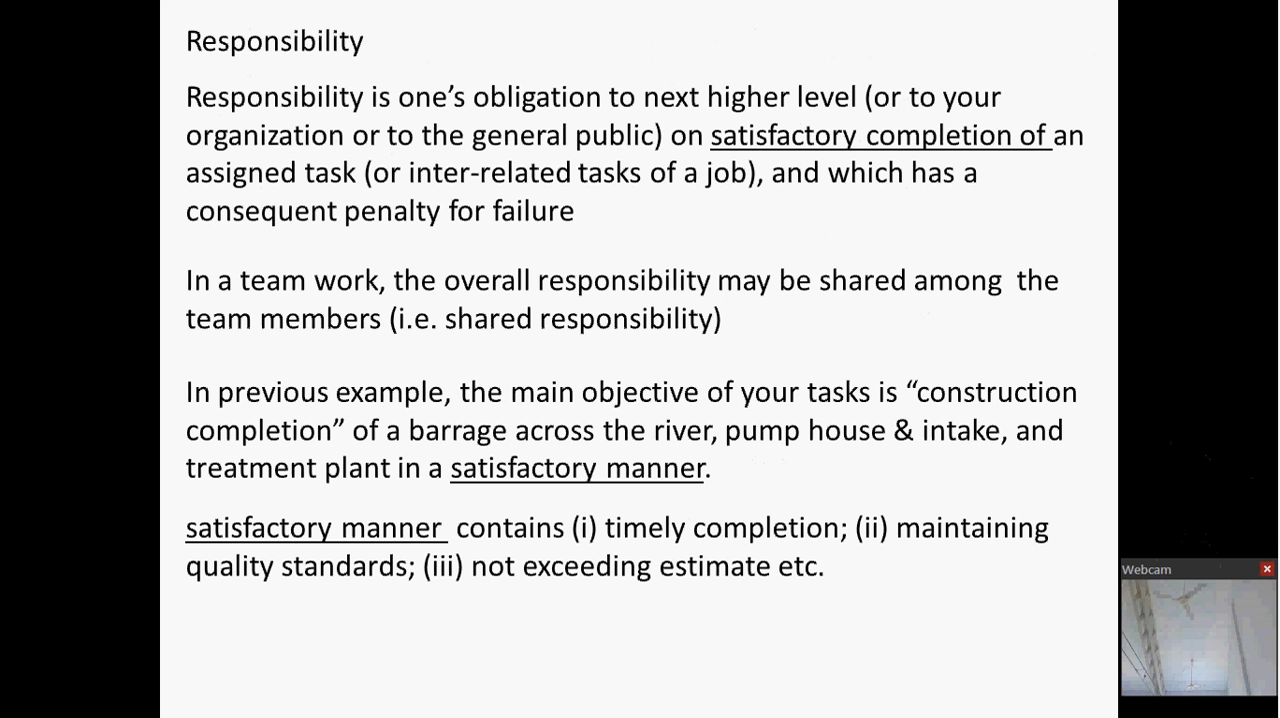 Responsibility
Responsibility is one’s obligation to next higher level (or to your
organization or to the general public) on satisfactory completion of an
assigned task (or inter-related tasks of a job), and which has a
consequent penalty for failure
In a team work, the overall responsibility may be shared among the
team members (i.e. shared responsibility)
In previous example, the main objective of your tasks is “construction
completion” of a barrage across the river, pump house & intake, and
treatment plant in a satisfactory manner.
satisfactory manner contains (i) timely completion; (ii) maintaining
quality standards; (iii) not exceeding estimate etc.
Webcam